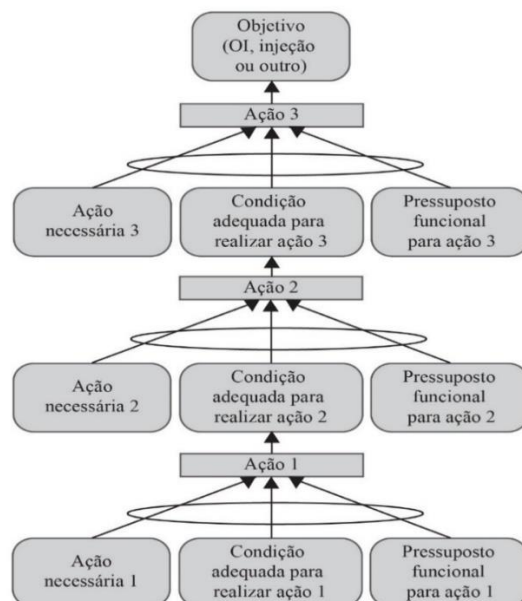 Objetivo
(OI, injeção
ou outro)
Ação 3
Ação
necessária 3
Condição
adequada para
realizar ação 3
Pressuposto
funcional
para ação 3
Ação 2
Ação
necessária 2
Condição
adequada para
realizar ação 2
Pressuposto
funcional
para ação 2
Ação 1
Ação
necessária 1
Condição
adequada para
realizar ação 1
Pressuposto
funcional
para ação 1